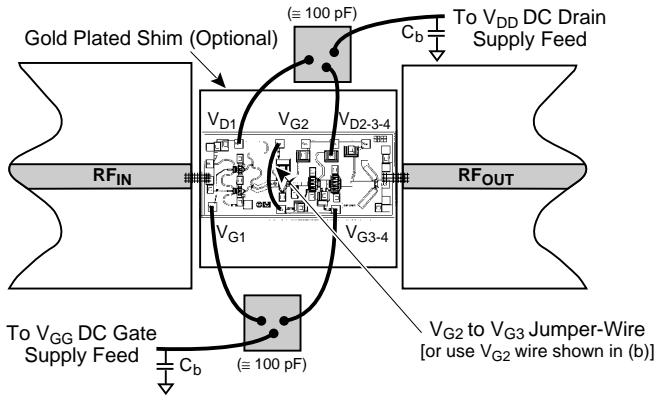 (≅ 100 pF)
C_b
To V_DD DC Drain
Supply Feed
Gold Plated Shim (Optional)
V_D1
V_G2
V_D2-3-4
RF_IN
RF_OUT
V_G1
V_G3-4
To V_GG DC Gate
Supply Feed
C_b
(≅ 100 pF)
V_G2 to V_G3 Jumper-Wire
[or use V_G2 wire shown in (b)]